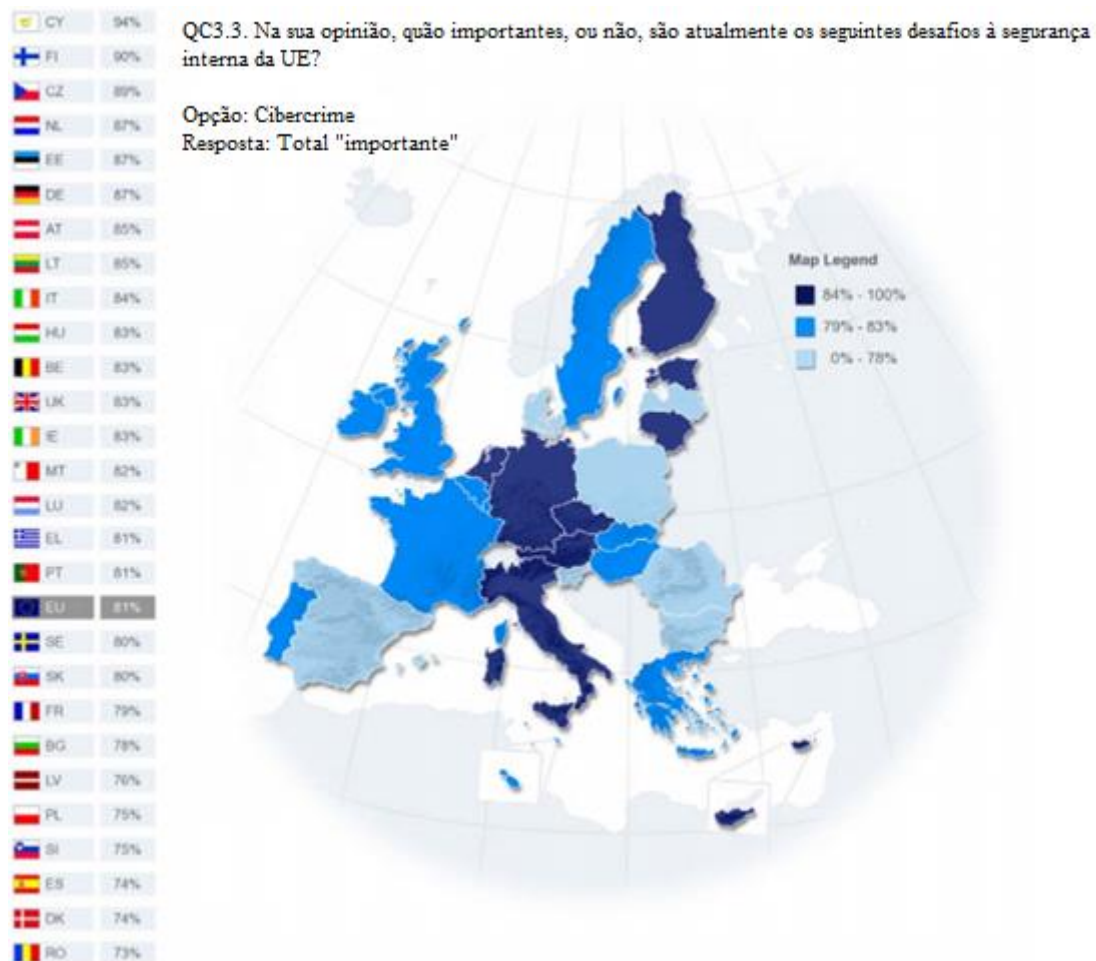 CY 94%
FI 90%
CZ 89%
NL 87%
EE 87%
DE 87%
AT 85%
LT 85%
IT 84%
HU 83%
BE 83%
UK 83%
IE 83%
MT 82%
LU 82%
EL 81%
PT 81%
EU 81%
SE 80%
SK 80%
FR 79%
BG 78%
LV 76%
PL 75%
SI 75%
ES 74%
DK 74%
RO 73%
QC3.3. Na sua opinião, quão importantes, ou não, são atualmente os seguintes desafios à segurança
interna da UE?
Opção: Cibercrime
Resposta: Total "importante"
Map Legend
84% - 100%
79% - 83%
0% - 78%